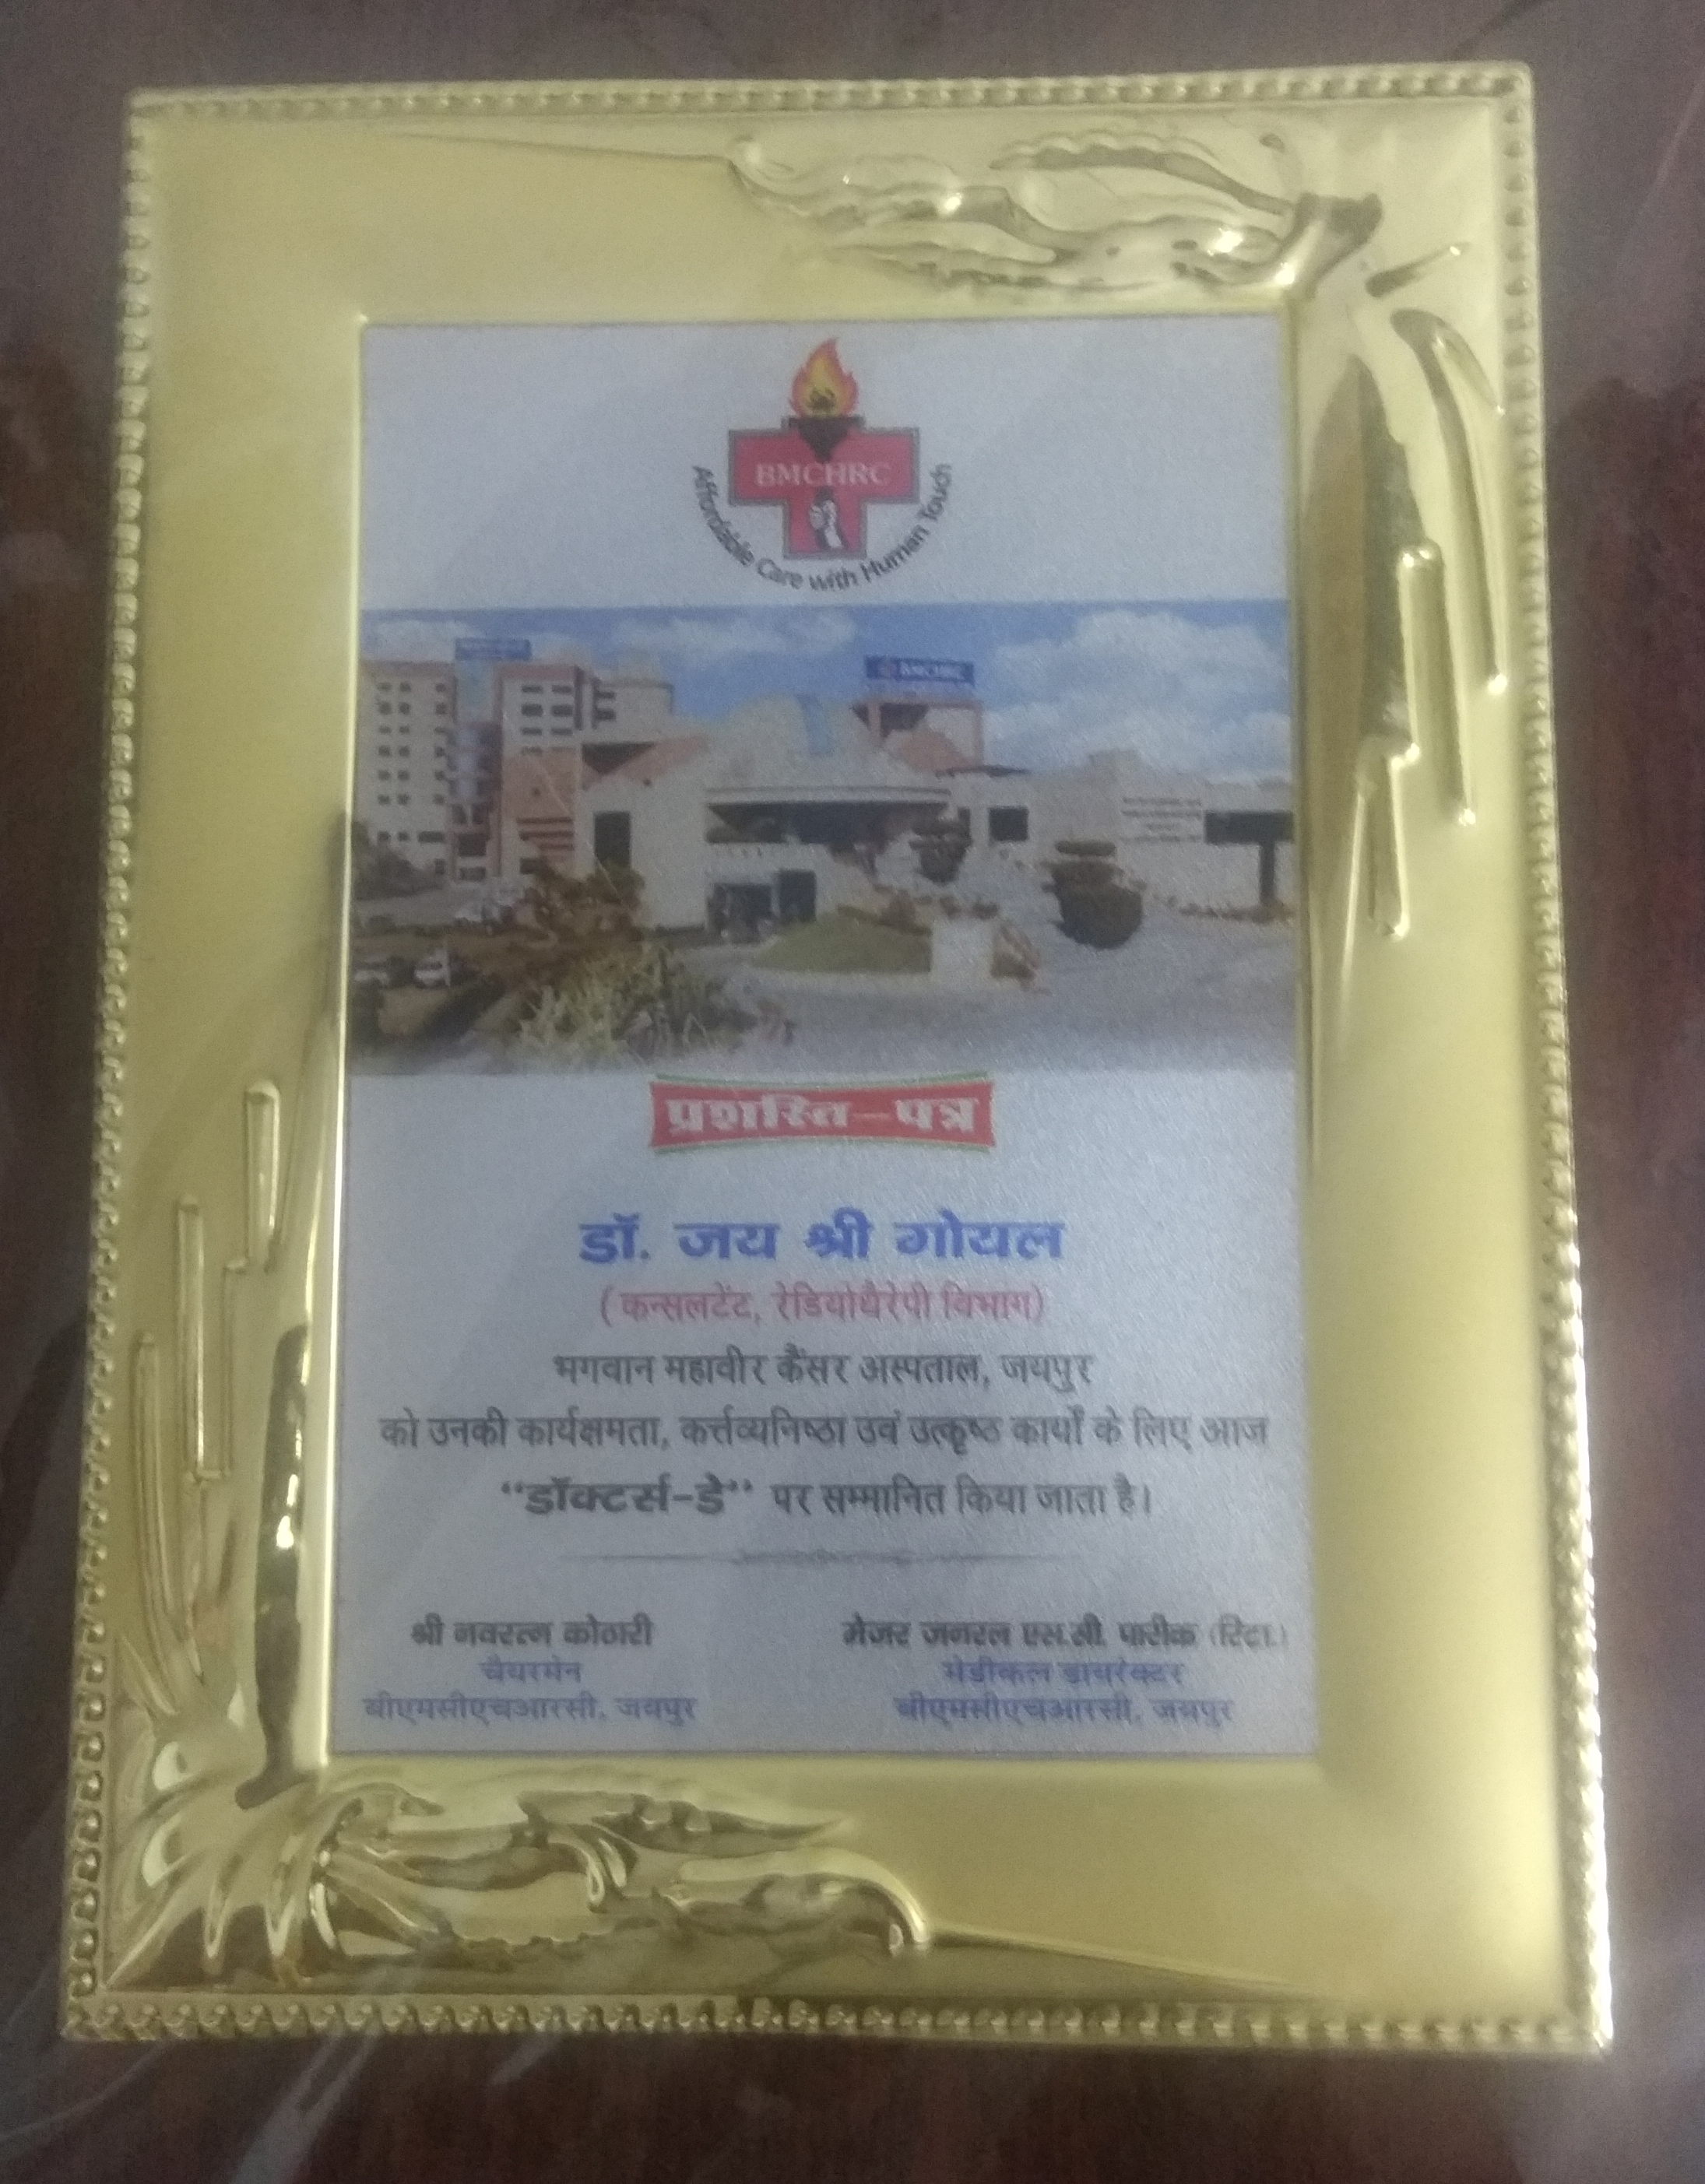 BMCHRC
Affordable Care with Human Touch
BMCHRC
प्रशस्ति-पत्र
डॉ. जय श्री गोयल
(कन्सलटेंट, रेडियोथैरेपी विभाग)
भगवान महावीर कैंसर अस्पताल, जयपुर
को उनकी कार्यक्षमता, कर्त्तव्यनिष्ठा एवं उत्कृष्ठ कार्यों के लिए आज
“डॉक्टर्स-डे” पर सम्मानित किया जाता है।
श्री नवरत्न कोठारी
चैयरमेन
बीएमसीएचआरसी, जयपुर
मेजर जनरल एस.सी. पारीक (रिटा.)
मेडीकल डायरेक्टर
बीएमसीएचआरसी, जयपुर